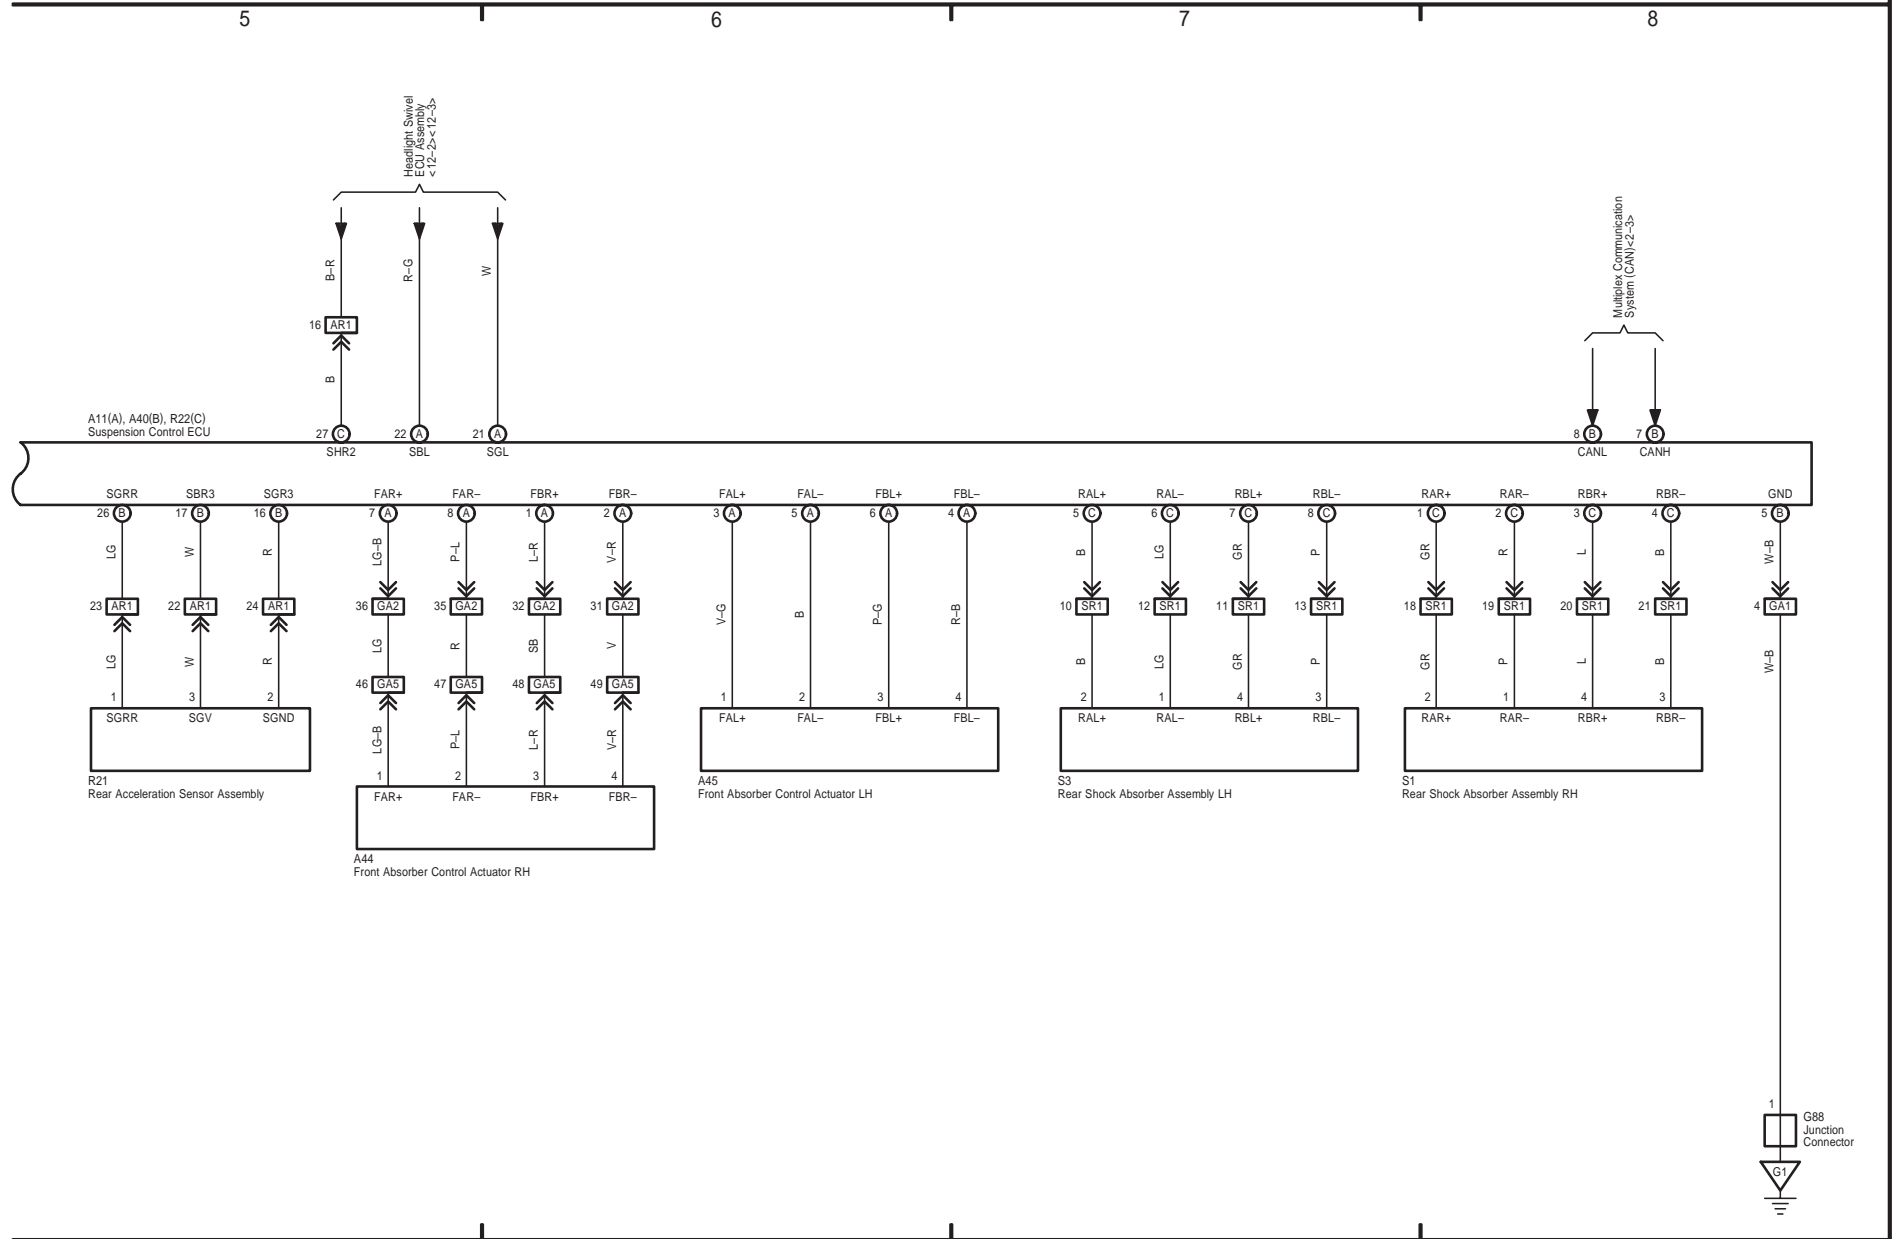 5 6 7 8
Headlight Swivel
ECU Assembly
<12–2><12–3>
Multiplex Communication
System (CAN)<2–3>
B–R R–G W
16 AR1
B
A11(A), A40(B), R22(C)
Suspension Control ECU
27 C 22 A 21 A 8 B 7 B
SHR2 SBL SGL CANL CANH
SGRR SBR3 SGR3 FAR+ FAR– FBR+ FBR– FAL+ FAL– FBL+ FBL– RAL+ RAL– RBL+ RBL– RAR+ RAR– RBR+ RBR– GND
26 B 17 B 16 B 7 A 8 A 1 A 2 A 3 A 5 A 6 A 4 A 5 C 6 C 7 C 8 C 1 C 2 C 3 C 4 C 5 B
LG W R LG–B P–L L–R V–R B LG GR P GR R L B W–B
23 AR1 22 AR1 24 AR1 36 GA2 35 GA2 32 GA2 31 GA2 10 SR1 12 SR1 11 SR1 13 SR1 18 SR1 19 SR1 20 SR1 21 SR1 4 GA1
V–G B P–G R–B
LG W R LG R SB V B LG GR P GR P L B W–B
46 GA5 47 GA5 48 GA5 49 GA5
1 3 2 1 2 3 4 2 1 4 3 2 1 4 3
SGRR SGV SGND FAL+ FAL– FBL+ FBL– RAL+ RAL– RBL+ RBL– RAR+ RAR– RBR+ RBR–
LG–B P–L L–R V–R
R21
Rear Acceleration Sensor Assembly
A45
Front Absorber Control Actuator LH
S3
Rear Shock Absorber Assembly LH
S1
Rear Shock Absorber Assembly RH
1 2 3 4
FAR+ FAR– FBR+ FBR–
A44
Front Absorber Control Actuator RH
1
G88
Junction
Connector
G1